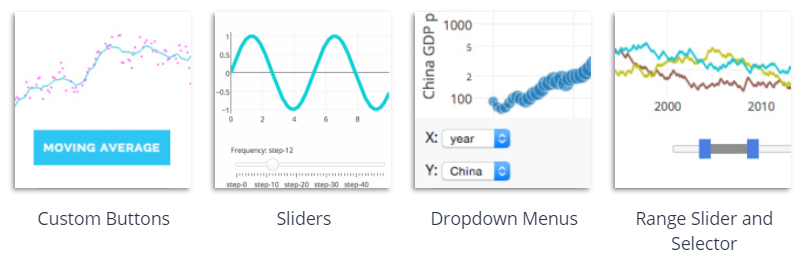 MOVING AVERAGE
Custom Buttons
1
0.5
0
−0.5
−1
0 2 4 6 8
Frequency: step-12
step-0 step-10 step-20 step-30 step-40
Sliders
China GDP p
1000
5
2
100
X: year
Y: China
Dropdown Menus
2000 2010
Range Slider and
Selector